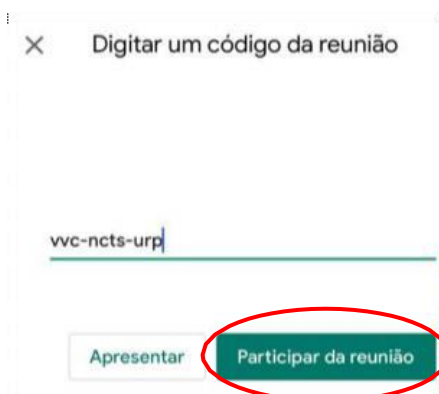 Digitar um código da reunião
vvc-ncts-urp
Apresentar
Participar da reunião